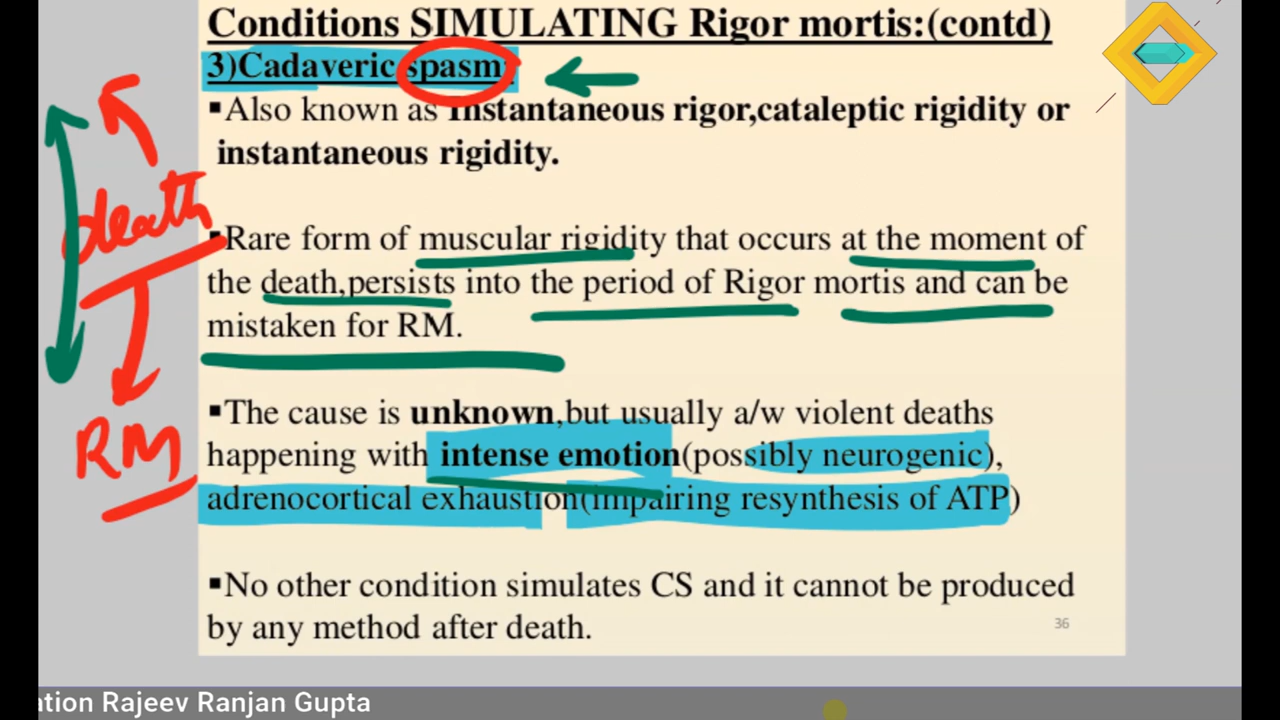 Conditions SIMULATING Rigor mortis:(contd)
3)Cadaveric spasm:
▪Also known as Instantaneous rigor,cataleptic rigidity or
instantaneous rigidity.
death
▪Rare form of muscular rigidity that occurs at the moment of
the death,persists into the period of Rigor mortis and can be
mistaken for RM.
RM
▪The cause is unknown,but usually a/w violent deaths
happening with intense emotion(possibly neurogenic),
adrenocortical exhaustion(impairing resynthesis of ATP)
▪No other condition simulates CS and it cannot be produced
by any method after death.
36
ation Rajeev Ranjan Gupta